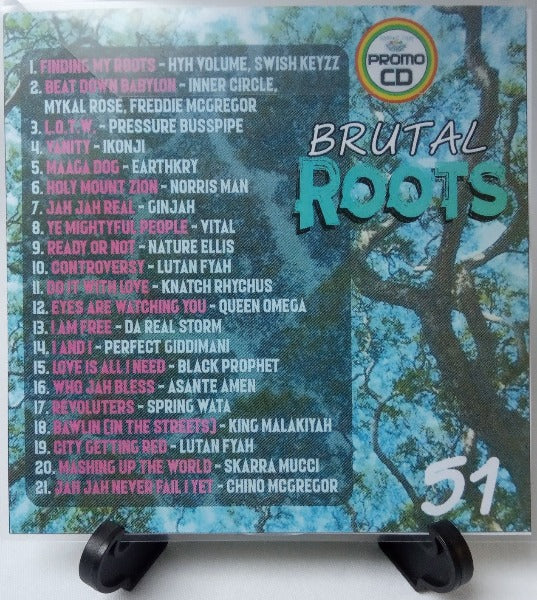 PROMO
CD
BRUTAL
ROOTS
1. FINDING MY ROOTS - HYH VOLUME, SWISH KEYZZ
2. BEAT DOWN BABYLON - INNER CIRCLE,
MYKAL ROSE, FREDDIE MCGREGOR
3. L.O.T.W. - PRESSURE BUSSPIPE
4. VANITY - IKONJI
5. MAAGA DOG - EARTHKRY
6. HOLY MOUNT ZION - NORRIS MAN
7. JAH JAH REAL - GINJAH
8. YE MIGHTYFUL PEOPLE - VITAL
9. READY OR NOT - NATURE ELLIS
10. CONTROVERSY - LUTAN FYAH
11. DO IT WITH LOVE - KNATCH RHYCHUS
12. EYES ARE WATCHING YOU - QUEEN OMEGA
13. I AM FREE - DA REAL STORM
14. I AND I - PERFECT GIDDIMANI
15. LOVE IS ALL I NEED - BLACK PROPHET
16. WHO JAH BLESS - ASANTE AMEN
17. REVOLUTERS - SPRING WATA
18. BAWLIN (IN THE STREETS) - KING MALAKIYAH
19. CITY GETTING RED - LUTAN FYAH
20. MASHING UP THE WORLD - SKARRA MUCCI
21. JAH JAH NEVER FAIL I YET - CHINO MCGREGOR
51